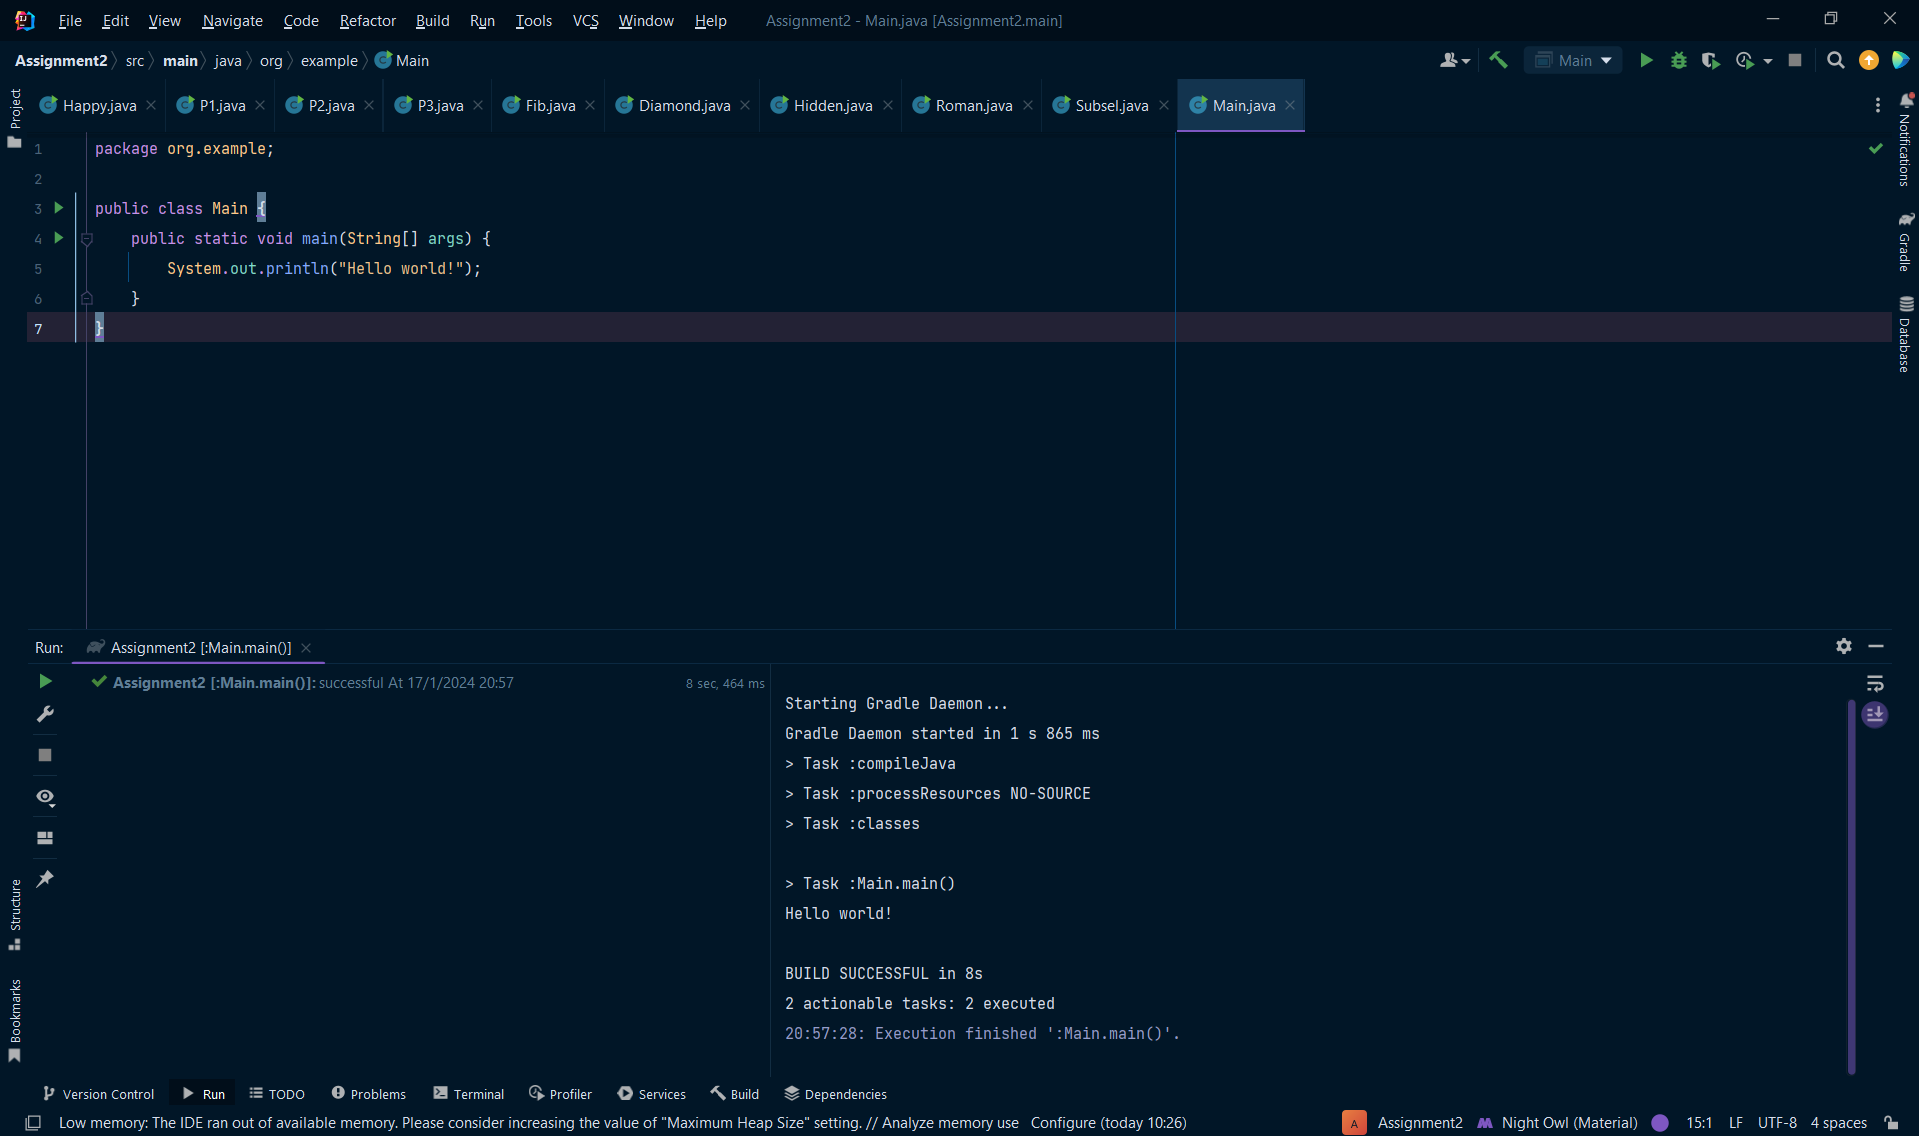 File Edit View Navigate Code Refactor Build Run Tools VCS Window Help Assignment2 - Main.java [Assignment2.main]
Assignment2 src main java org example Main
Main
Project
Happy.java P1.java P2.java P3.java Fib.java Diamond.java Hidden.java Roman.java Subsel.java Main.java
Notifications
Gradle
Database
1 package org.example;
2
3 public class Main {
4 public static void main(String[] args) {
5 System.out.println("Hello world!");
6 }
7 }
Run: Assignment2 [:Main.main()]
Assignment2 [:Main.main()]: successful At 17/1/2024 20:57 8 sec, 464 ms
Starting Gradle Daemon...
Gradle Daemon started in 1 s 865 ms
> Task :compileJava
> Task :processResources NO-SOURCE
> Task :classes
> Task :Main.main()
Hello world!
BUILD SUCCESSFUL in 8s
2 actionable tasks: 2 executed
20:57:28: Execution finished ':Main.main()'.
Structure
Bookmarks
Version Control Run TODO Problems Terminal Profiler Services Build Dependencies
Low memory: The IDE ran out of available memory. Please consider increasing the value of "Maximum Heap Size" setting. // Analyze memory use Configure (today 10:26) A Assignment2 Night Owl (Material) 15:1 LF UTF-8 4 spaces